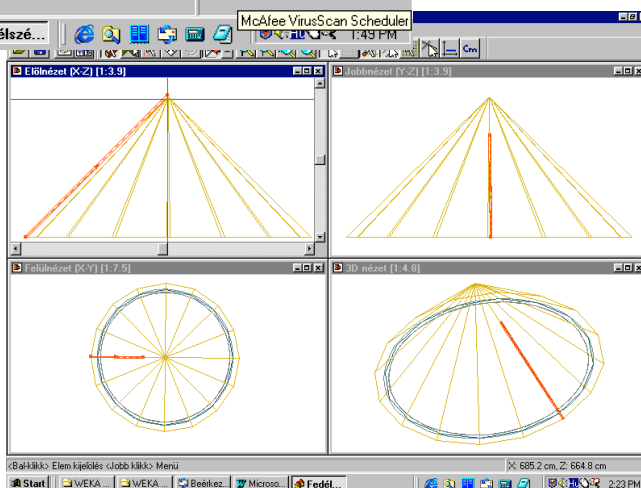 élszé...
McAfee VirusScan Scheduler
1:49 PM
Cm
Elölnézet (X-Z) [1:3.9]
Jobbnézet (Y-Z) [1:3.9]
Felülnézet (X-Y) [1:7.5]
3D nézet [1:4.8]
<Bal-klikk> Elem kijelölés <Jobb klikk> Menü
X: 685.2 cm, Z: 664.8 cm
Start
WEKA ...
WEKA ...
Beérkez...
Microso...
Fedél...
Hu
2:23 PM